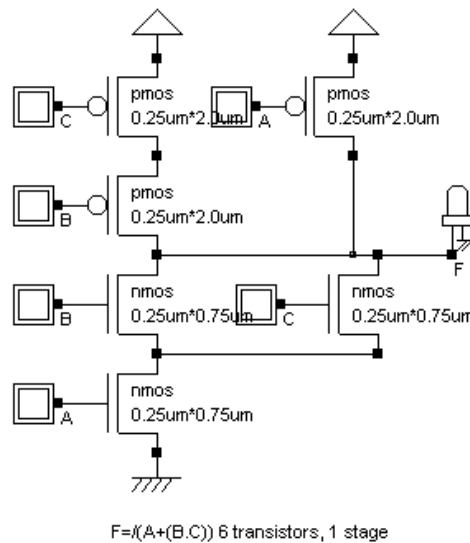 pmos
0.25um*2.0um
C
pmos
0.25um*2.0um
A
pmos
0.25um*2.0um
B
F
nmos
0.25um*0.75um
B
nmos
0.25um*0.75um
C
nmos
0.25um*0.75um
A
F=/(A+(B.C)) 6 transistors, 1 stage